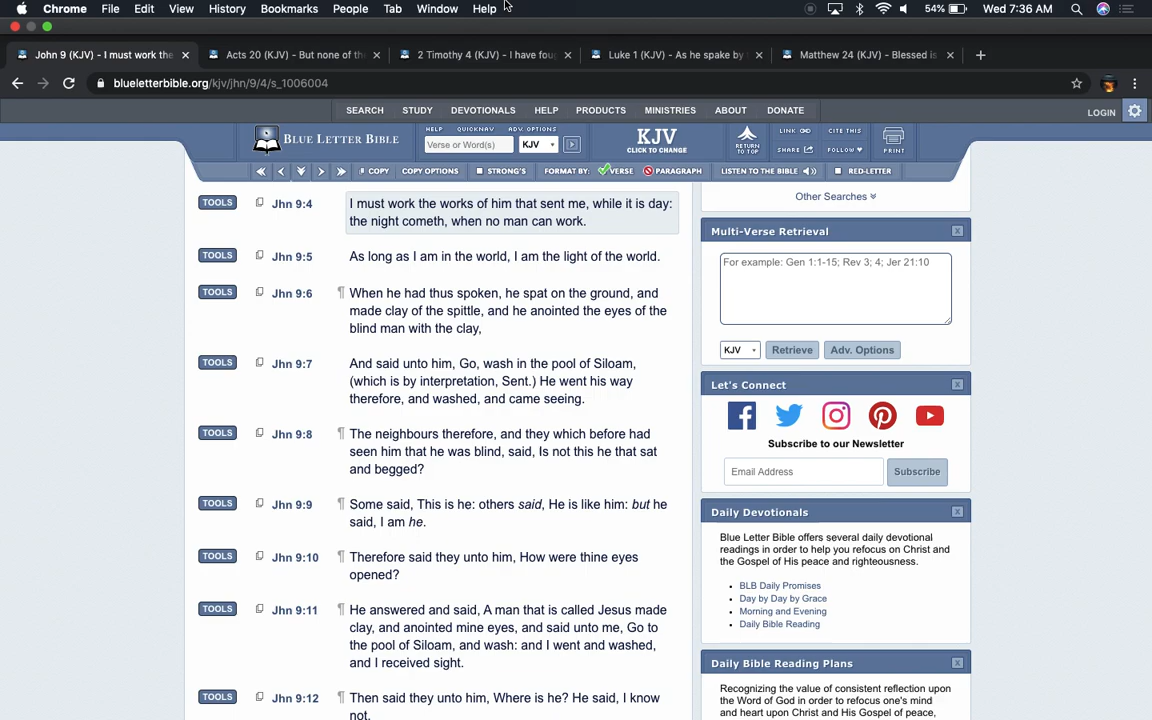 Chrome File Edit View History Bookmarks People Tab Window Help 54% Wed 7:36 AM
John 9 (KJV) - I must work the Acts 20 (KJV) - But none of the 2 Timothy 4 (KJV) - I have foug Luke 1 (KJV) - As he spake by Matthew 24 (KJV) - Blessed is
blueletterbible.org/kjv/jhn/9/4/s_1006004
SEARCH STUDY DEVOTIONALS HELP PRODUCTS MINISTRIES ABOUT DONATE LOGIN
BLUE LETTER BIBLE
HELP QUICKNAV ADV. OPTIONS
Verse or Word(s) KJV
KJV
CLICK TO CHANGE
RETURN TO TOP
LINK CITE THIS
SHARE FOLLOW
PRINT
COPY COPY OPTIONS STRONG'S FORMAT BY: VERSE PARAGRAPH LISTEN TO THE BIBLE RED-LETTER
TOOLS Jhn 9:4 I must work the works of him that sent me, while it is day:
the night cometh, when no man can work.
TOOLS Jhn 9:5 As long as I am in the world, I am the light of the world.
TOOLS Jhn 9:6 ¶ When he had thus spoken, he spat on the ground, and
made clay of the spittle, and he anointed the eyes of the
blind man with the clay,
TOOLS Jhn 9:7 And said unto him, Go, wash in the pool of Siloam,
(which is by interpretation, Sent.) He went his way
therefore, and washed, and came seeing.
TOOLS Jhn 9:8 ¶ The neighbours therefore, and they which before had
seen him that he was blind, said, Is not this he that sat
and begged?
TOOLS Jhn 9:9 ¶ Some said, This is he: others said, He is like him: but he
said, I am he.
TOOLS Jhn 9:10 ¶ Therefore said they unto him, How were thine eyes
opened?
TOOLS Jhn 9:11 ¶ He answered and said, A man that is called Jesus made
clay, and anointed mine eyes, and said unto me, Go to
the pool of Siloam, and wash: and I went and washed,
and I received sight.
TOOLS Jhn 9:12 ¶ Then said they unto him, Where is he? He said, I know
not.
Other Searches
Multi-Verse Retrieval
For example: Gen 1:1-15; Rev 3; 4; Jer 21:10
KJV Retrieve Adv. Options
Let's Connect
Subscribe to our Newsletter
Email Address Subscribe
Daily Devotionals
Blue Letter Bible offers several daily devotional
readings in order to help you refocus on Christ and
the Gospel of His peace and righteousness.
• BLB Daily Promises
• Day by Day by Grace
• Morning and Evening
• Daily Bible Reading
Daily Bible Reading Plans
Recognizing the value of consistent reflection upon
the Word of God in order to refocus one's mind
and heart upon Christ and His Gospel of peace,